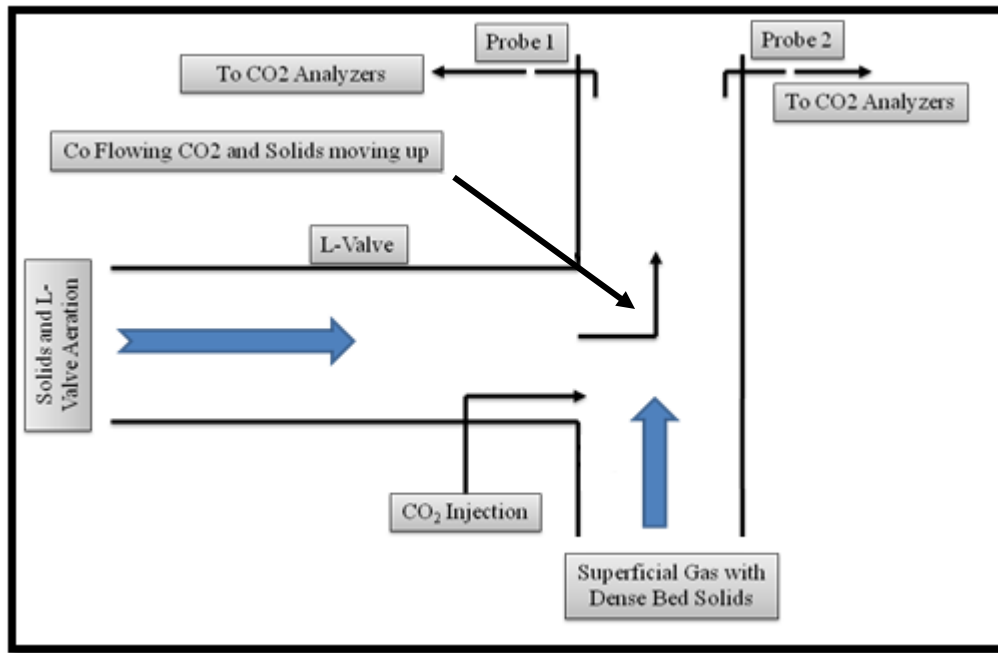 Probe 1
Probe 2
To CO2 Analyzers
To CO2 Analyzers
Co Flowing CO2 and Solids moving up
L-Valve
Solids and L-
Valve Aeration
CO₂ Injection
Superficial Gas with
Dense Bed Solids